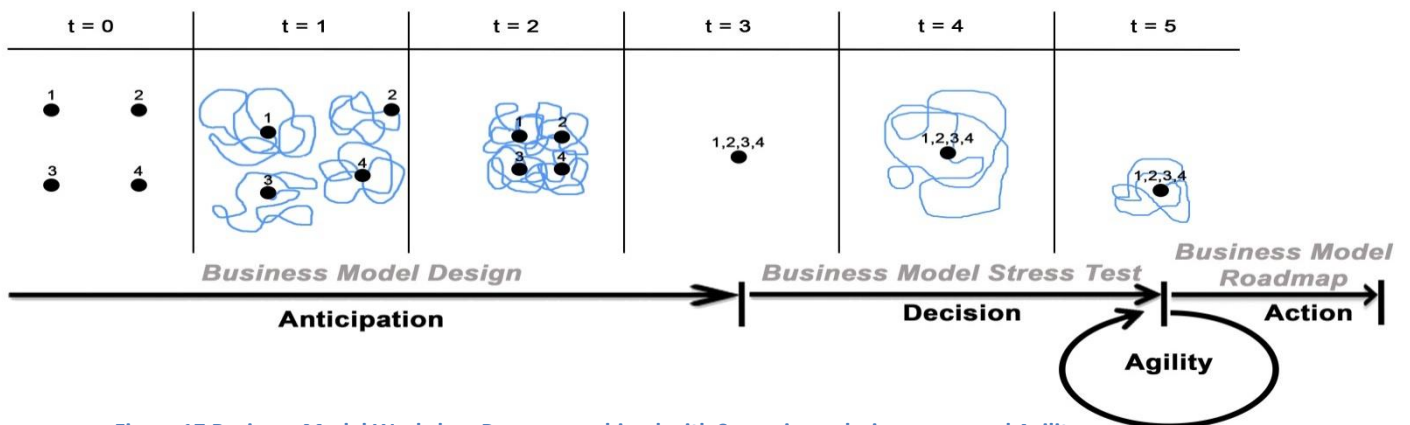 t = 0 t = 1 t = 2 t = 3 t = 4 t = 5
1 2
3 4
1 2
3 4
1 2
3 4
1,2,3,4
1,2,3,4
1,2,3,4
Business Model Design
Business Model Stress Test
Business Model
Roadmap
Anticipation
Decision
Action
Agility